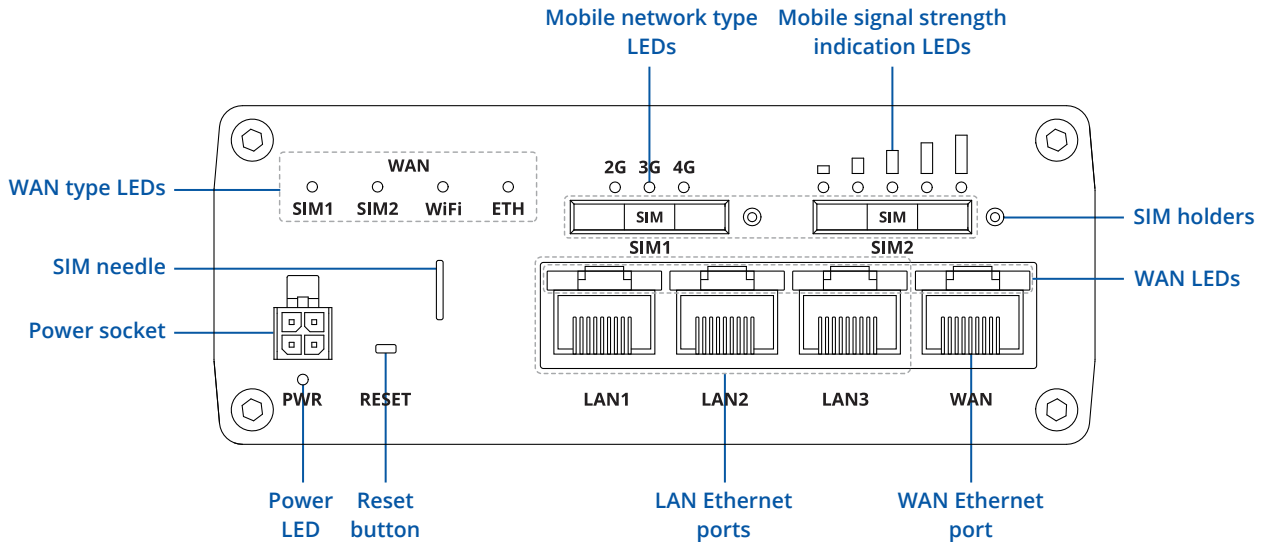 Mobile network type
LEDs
Mobile signal strength
indication LEDs
WAN
2G 3G 4G
WAN type LEDs
SIM1 SIM2 WiFi ETH
SIM
SIM
SIM holders
SIM1
SIM2
SIM needle
WAN LEDs
Power socket
PWR
RESET
LAN1
LAN2
LAN3
WAN
Power
LED
Reset
button
LAN Ethernet
ports
WAN Ethernet
port